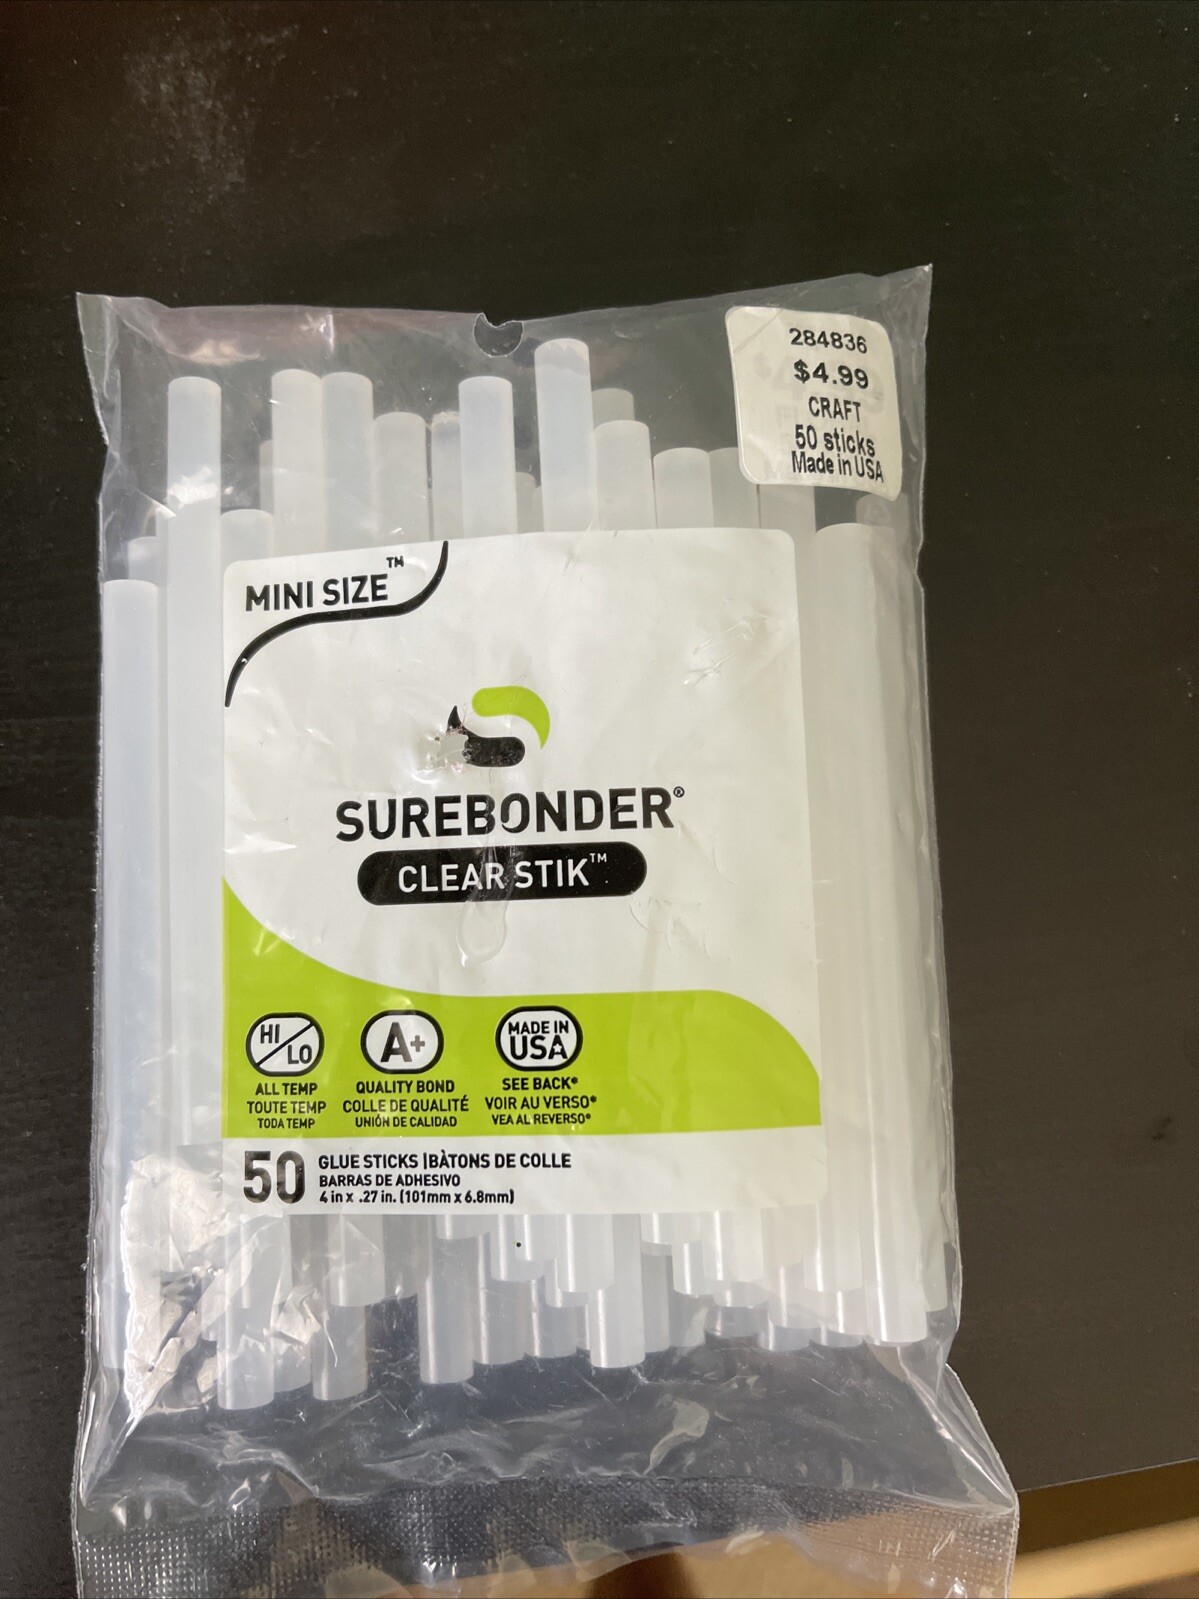 284836
$4.99
CRAFT
50 sticks
Made in USA
MINI SIZE™
SUREBONDER®
CLEAR STIK™
HI/LO
ALL TEMP
TOUTE TEMP
TODA TEMP
A+
QUALITY BOND
COLLE DE QUALITÉ
UNIÓN DE CALIDAD
MADE IN
USA
SEE BACK*
VOIR AU VERSO*
VEA AL REVERSO*
50 GLUE STICKS | BÀTONS DE COLLE
BARRAS DE ADHESIVO
4 in x .27 in. (101mm x 6.8mm)